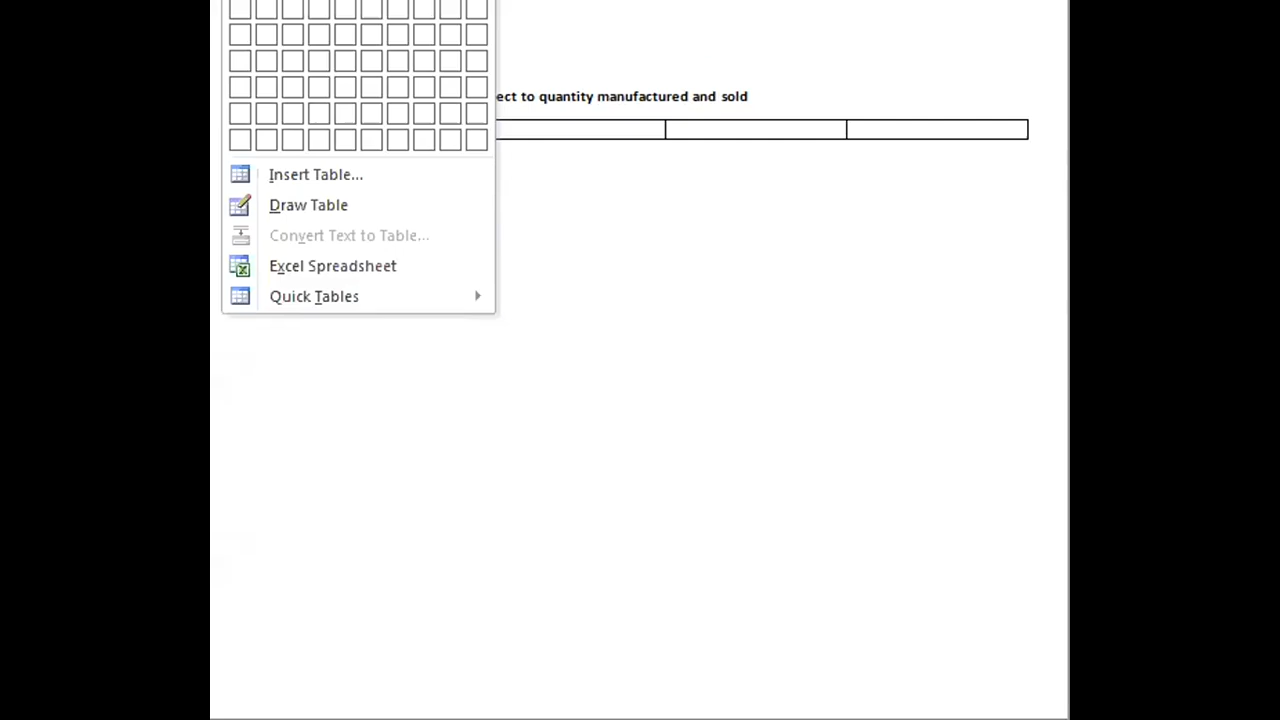 ect to quantity manufactured and sold
Insert Table...
Draw Table
Convert Text to Table...
Excel Spreadsheet
Quick Tables